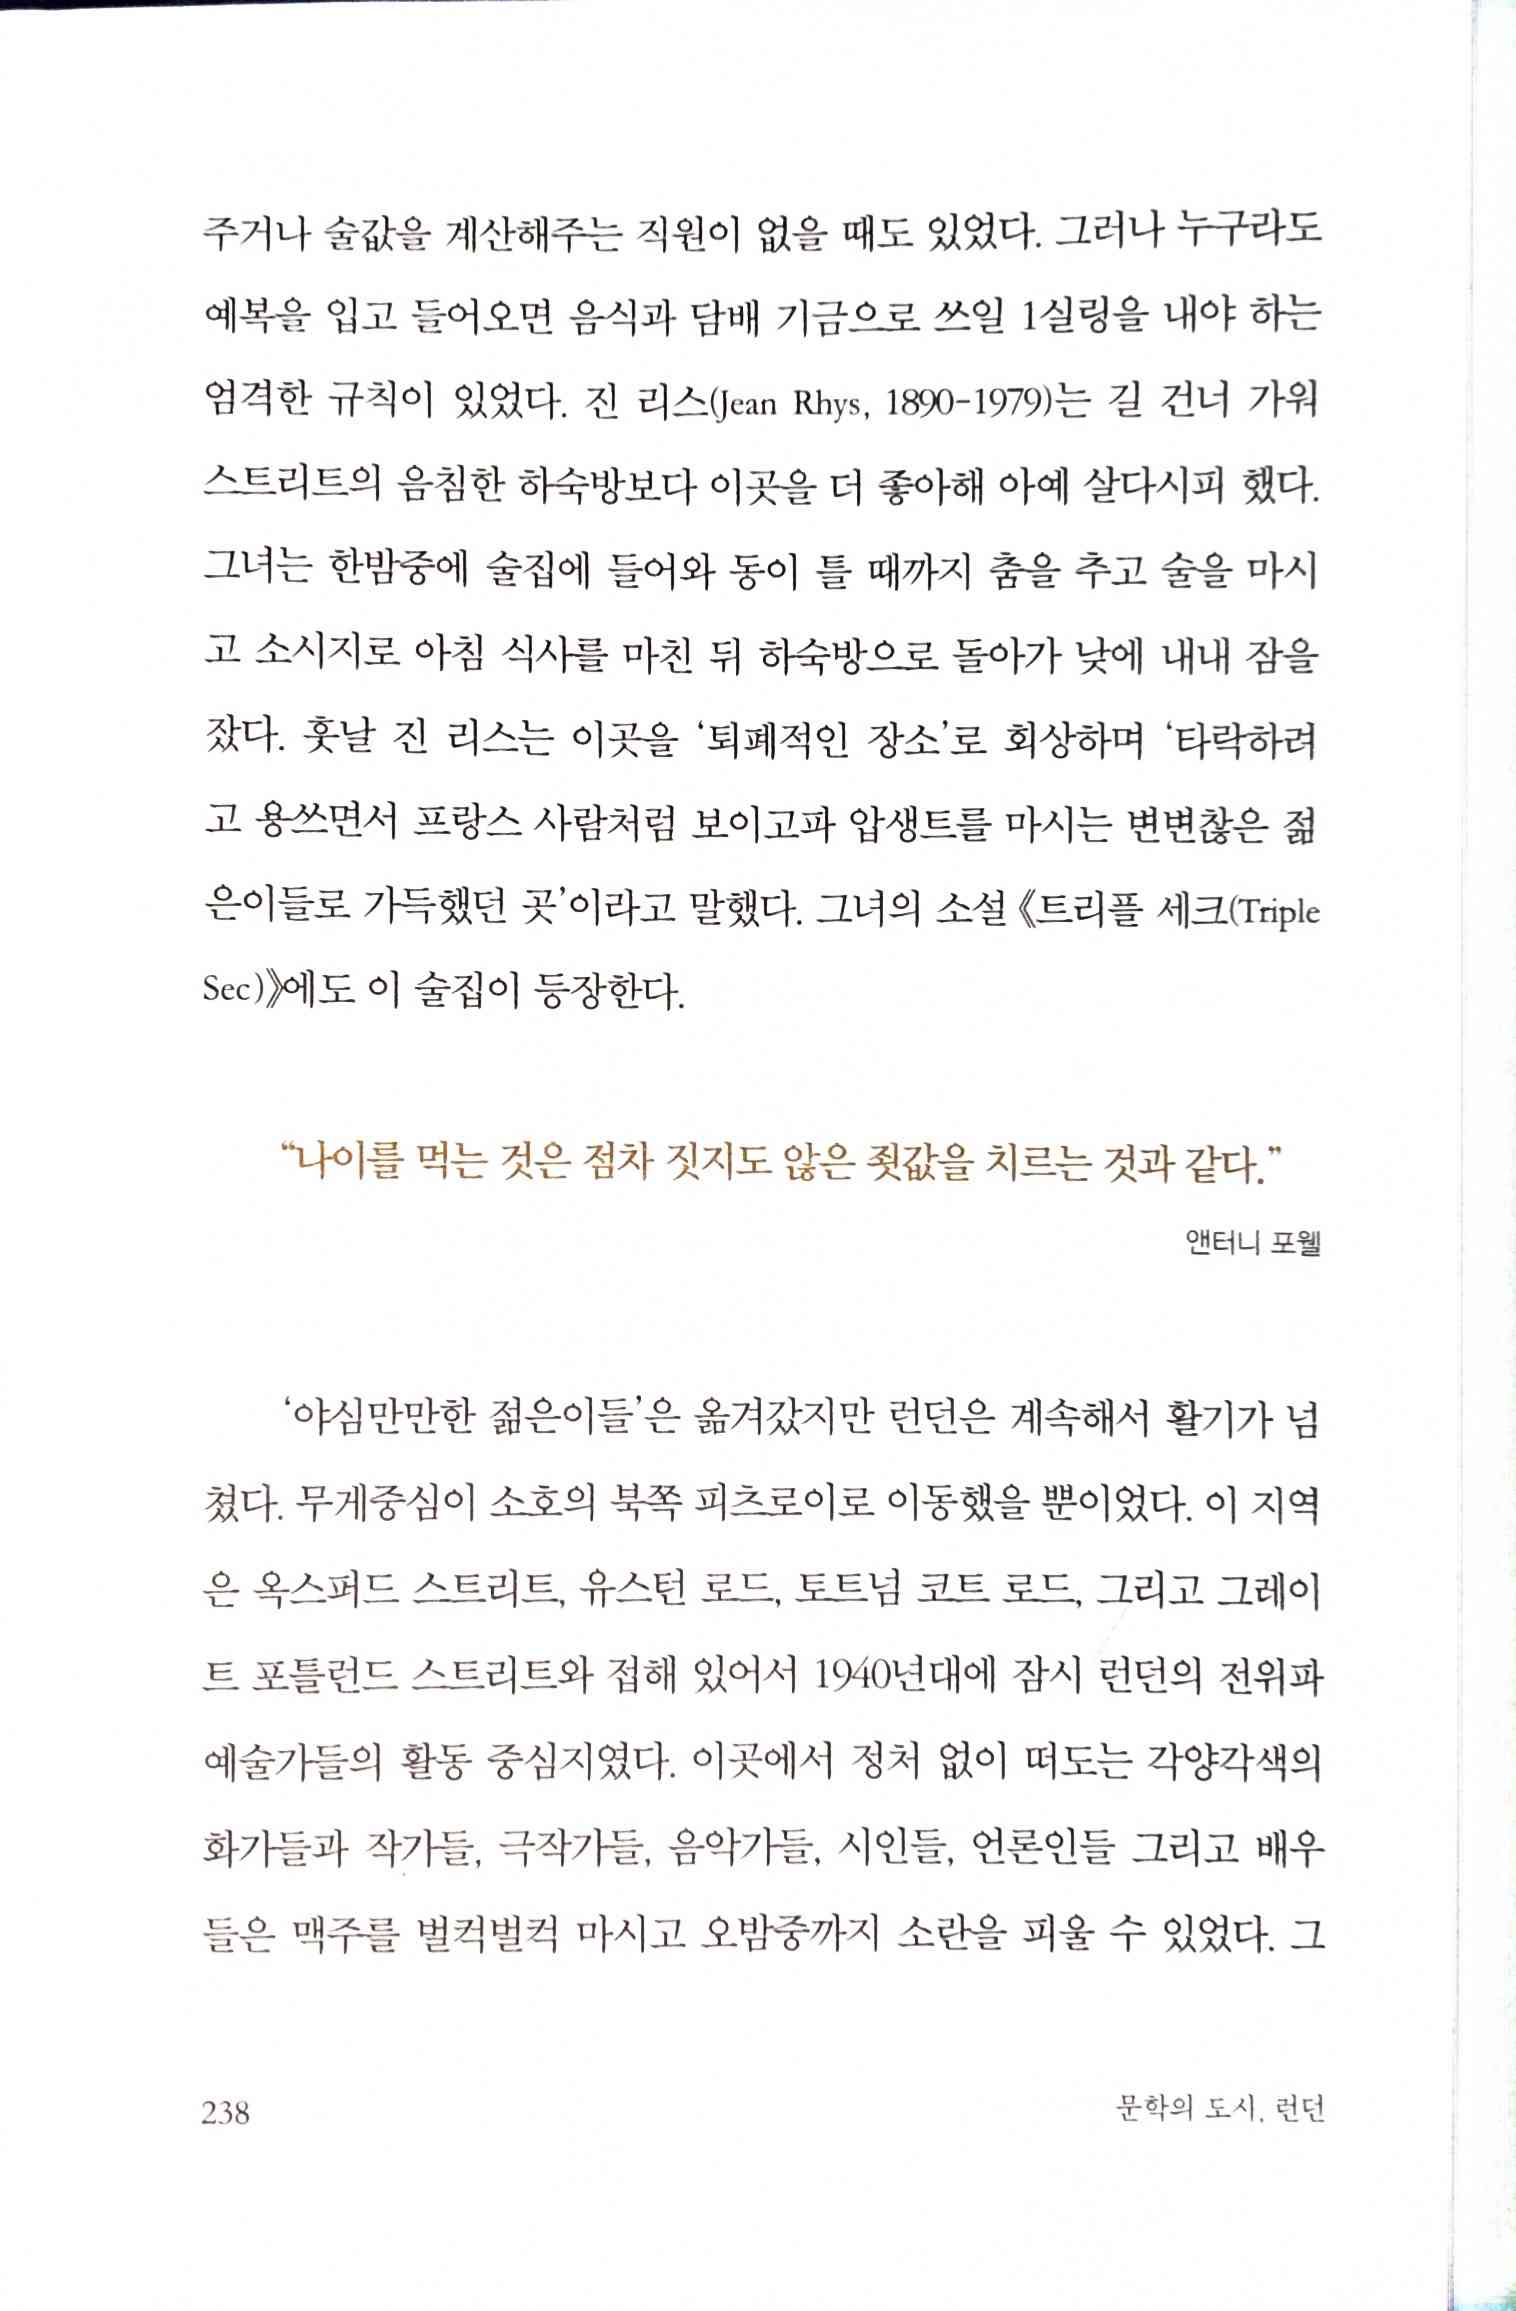 주거나 술값을 계산해주는 직원이 없을 때도 있었다. 그러나 누구라도
예복을 입고 들어오면 음식과 담배 기금으로 쓰일 1실링을 내야 하는
엄격한 규칙이 있었다. 진 리스(Jean Rhys, 1890-1979)는 길 건너 가워
스트리트의 음침한 하숙방보다 이곳을 더 좋아해 아예 살다시피 했다.
그녀는 한밤중에 술집에 들어와 동이 틀 때까지 춤을 추고 술을 마시
고 소시지로 아침 식사를 마친 뒤 하숙방으로 돌아가 낮에 내내 잠을
잤다. 훗날 진 리스는 이곳을 ‘퇴폐적인 장소’로 회상하며 ‘타락하려
고 용쓰면서 프랑스 사람처럼 보이고파 압생트를 마시는 변변찮은 젊
은이들로 가득했던 곳’이라고 말했다. 그녀의 소설 《트리플 세크(Triple
Sec)》에도 이 술집이 등장한다.
“나이를 먹는 것은 점차 짓지도 않은 죗값을 치르는 것과 같다.”
앤터니 포웰
‘야심만만한 젊은이들’은 옮겨갔지만 런던은 계속해서 활기가 넘
쳤다. 무게중심이 소호의 북쪽 피츠로이로 이동했을 뿐이었다. 이 지역
은 옥스퍼드 스트리트, 유스턴 로드, 토트넘 코트 로드, 그리고 그레이
트 포틀런드 스트리트와 접해 있어서 1940년대에 잠시 런던의 전위파
예술가들의 활동 중심지였다. 이곳에서 정처 없이 떠도는 각양각색의
화가들과 작가들, 극작가들, 음악가들, 시인들, 언론인들 그리고 배우
들은 맥주를 벌컥벌컥 마시고 오밤중까지 소란을 피울 수 있었다. 그
238
문학의 도시, 런던